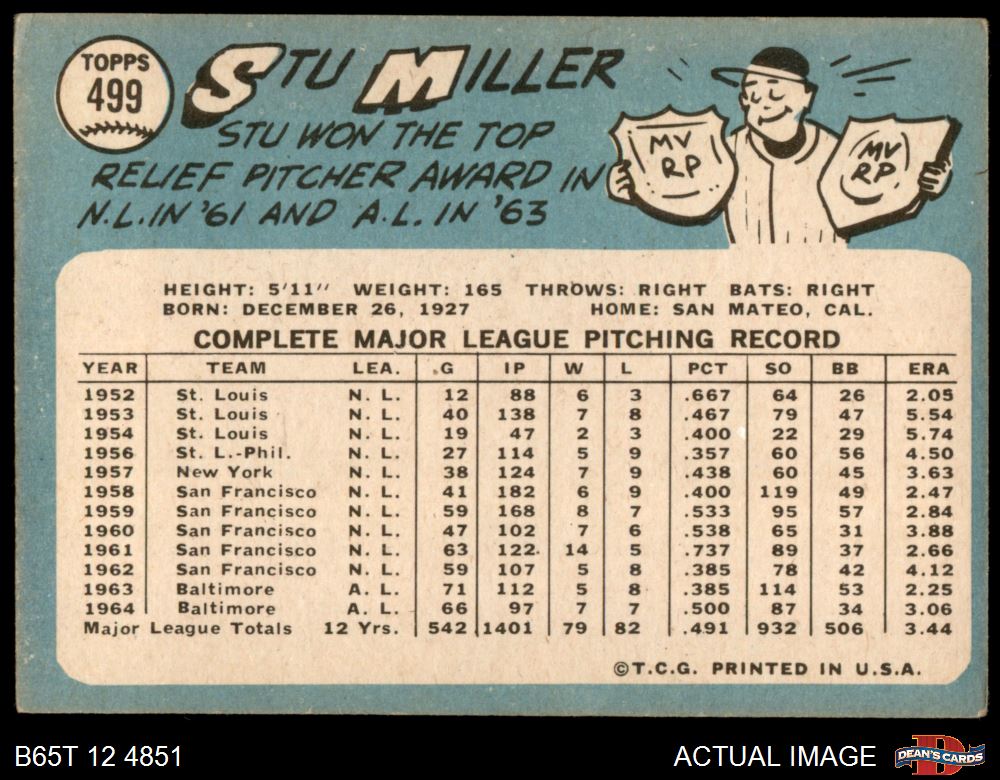 TOPPS
499
STU MILLER
STU WON THE TOP
RELIEF PITCHER AWARD IN
N.L. IN '61 AND A.L. IN '63
MV
RP
MV
RP
HEIGHT: 5'11" WEIGHT: 165 THROWS: RIGHT BATS: RIGHT
BORN: DECEMBER 26, 1927 HOME: SAN MATEO, CAL.
COMPLETE MAJOR LEAGUE PITCHING RECORD
YEAR TEAM LEA. G IP W L PCT SO BB ERA
1952 St. Louis N. L. 12 88 6 3 .667 64 26 2.05
1953 St. Louis N. L. 40 138 7 8 .467 79 47 5.54
1954 St. Louis N. L. 19 47 2 3 .400 22 29 5.74
1956 St. L.-Phil. N. L. 27 114 5 9 .357 60 56 4.50
1957 New York N. L. 38 124 7 9 .438 60 45 3.63
1958 San Francisco N. L. 41 182 6 9 .400 119 49 2.47
1959 San Francisco N. L. 59 168 8 7 .533 95 57 2.84
1960 San Francisco N. L. 47 102 7 6 .538 65 31 3.88
1961 San Francisco N. L. 63 122 14 5 .737 89 37 2.66
1962 San Francisco N. L. 59 107 5 8 .385 78 42 4.12
1963 Baltimore A. L. 71 112 5 8 .385 114 53 2.25
1964 Baltimore A. L. 66 97 7 7 .500 87 34 3.06
Major League Totals 12 Yrs. 542 1401 79 82 .491 932 506 3.44
©T.C.G. PRINTED IN U.S.A.
B65T 12 4851
ACTUAL IMAGE
D
DEAN'S CARDS